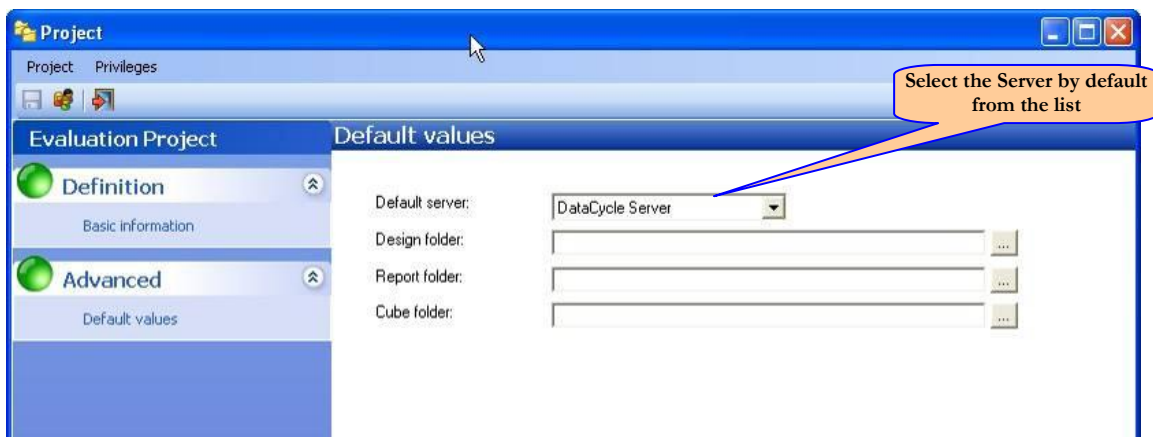 Project
Project Privileges
Select the Server by default
from the list
Evaluation Project
Default values
Definition
Basic information
Advanced
Default values
Default server:
DataCycle Server
Design folder:
...
Report folder:
...
Cube folder:
...